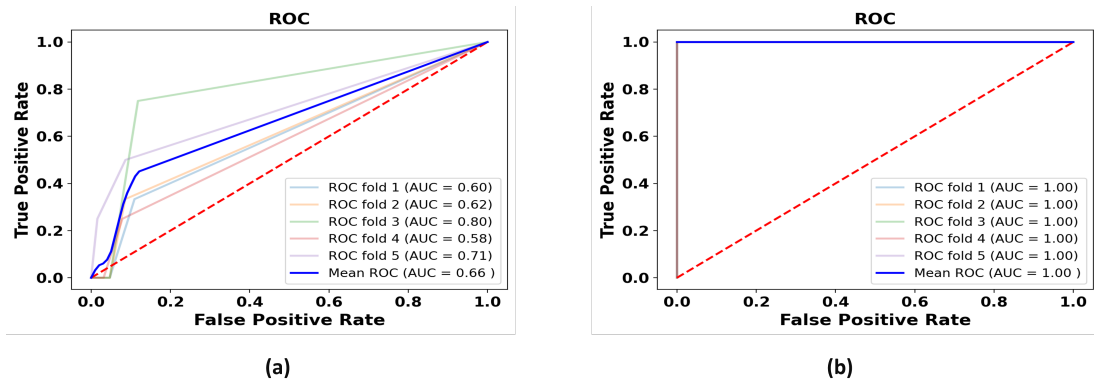 ROC
True Positive Rate
1.0
0.8
0.6
0.4
0.2
0.0
ROC fold 1 (AUC = 0.60)
ROC fold 2 (AUC = 0.62)
ROC fold 3 (AUC = 0.80)
ROC fold 4 (AUC = 0.58)
ROC fold 5 (AUC = 0.71)
Mean ROC (AUC = 0.66 )
0.0 0.2 0.4 0.6 0.8 1.0
False Positive Rate
(a)
ROC
True Positive Rate
1.0
0.8
0.6
0.4
0.2
0.0
ROC fold 1 (AUC = 1.00)
ROC fold 2 (AUC = 1.00)
ROC fold 3 (AUC = 1.00)
ROC fold 4 (AUC = 1.00)
ROC fold 5 (AUC = 1.00)
Mean ROC (AUC = 1.00 )
0.0 0.2 0.4 0.6 0.8 1.0
False Positive Rate
(b)